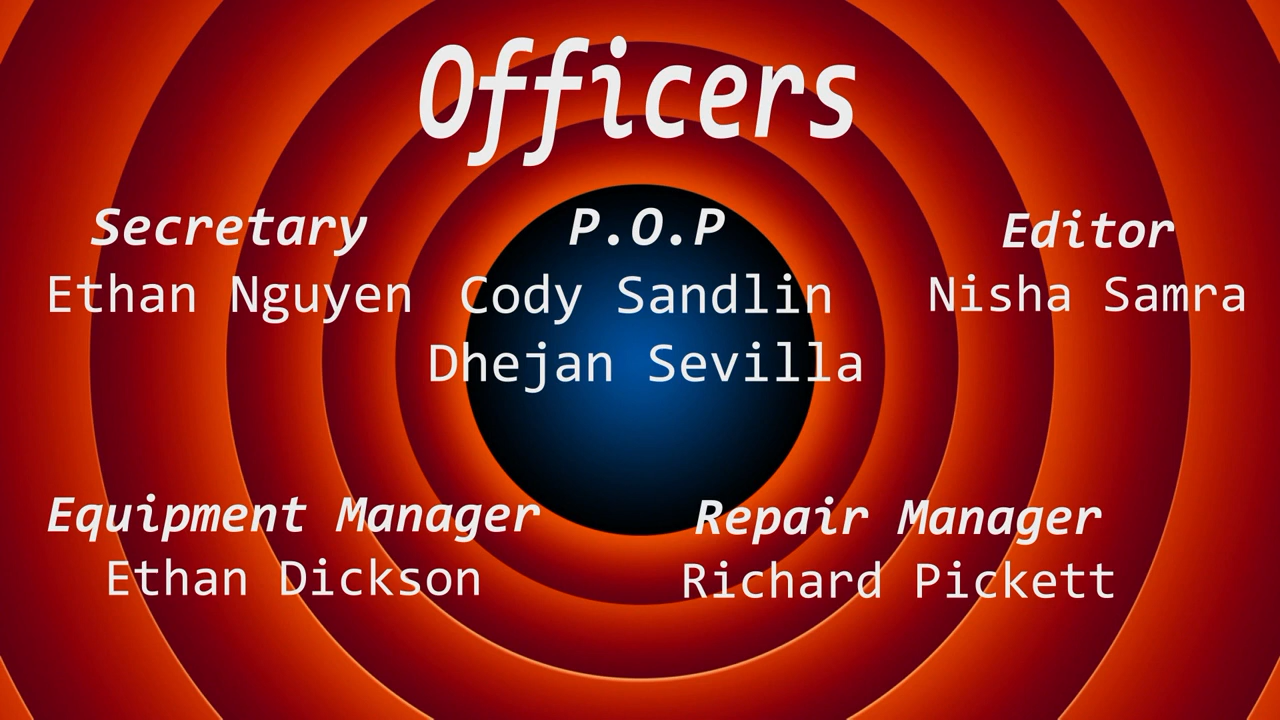 Officers
Secretary
Ethan Nguyen
P.O.P
Cody Sandlin
Dhejan Sevilla
Editor
Nisha Samra
Equipment Manager
Ethan Dickson
Repair Manager
Richard Pickett